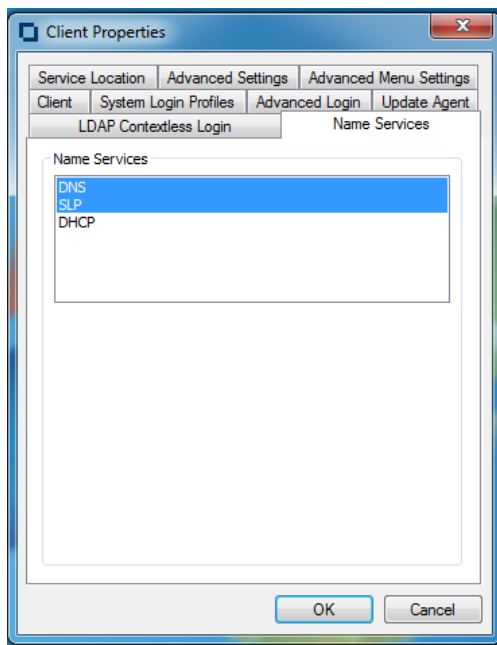 Client Properties
Service Location Advanced Settings Advanced Menu Settings
Client System Login Profiles Advanced Login Update Agent
LDAP Contextless Login Name Services
Name Services
DNS
SLP
DHCP
OK Cancel